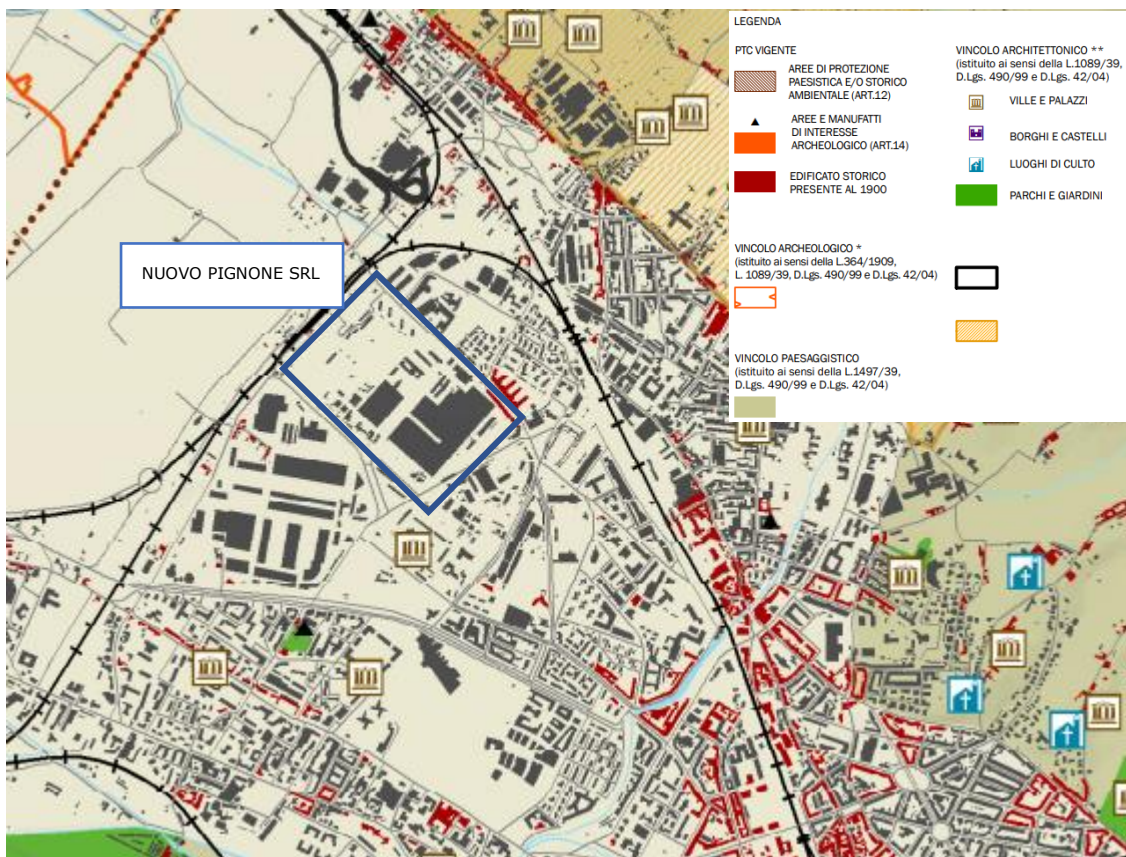 NUOVO PIGNONE SRL
LEGENDA
PTC VIGENTE
AREE DI PROTEZIONE
PAESISTICA E/O STORICO
AMBIENTALE (ART.12)
AREE E MANUFATTI
DI INTERESSE
ARCHEOLOGICO (ART.14)
EDIFICATO STORICO
PRESENTE AL 1900
VINCOLO ARCHEOLOGICO *
(istituito ai sensi della L.364/1909,
L. 1089/39, D.Lgs. 490/99 e D.Lgs. 42/04)
VINCOLO PAESAGGISTICO
(istituito ai sensi della L.1497/39,
D.Lgs. 490/99 e D.Lgs. 42/04)
VINCOLO ARCHITETTONICO **
(istituito ai sensi della L.1089/39,
D.Lgs. 490/99 e D.Lgs. 42/04)
VILLE E PALAZZI
BORGHI E CASTELLI
LUOGHI DI CULTO
PARCHI E GIARDINI